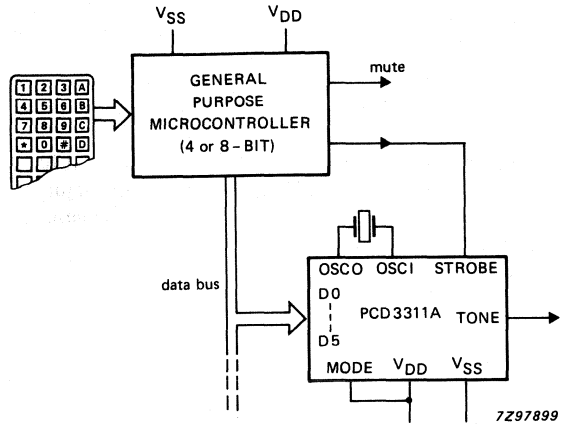 VSS VDD
GENERAL
PURPOSE
MICROCONTROLLER
(4 or 8-BIT)
mute
1 2 3 A
4 5 6 B
7 8 9 C
* 0 # D
data bus
OSCO OSCI STROBE
D0
PCD3311A TONE
D5
MODE VDD VSS
7Z97899